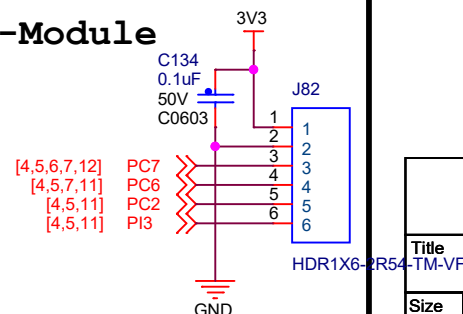 -Module
3V3
C134
0.1uF
50V
C0603
J82
1 1
2 2
3 3
4 4
5 5
6 6
[4,5,6,7,12] PC7
[4,5,7,11] PC6
[4,5,11] PC2
[4,5,11] PI3
HDR1X6-2R54-TM-VF
GND
Title
Size